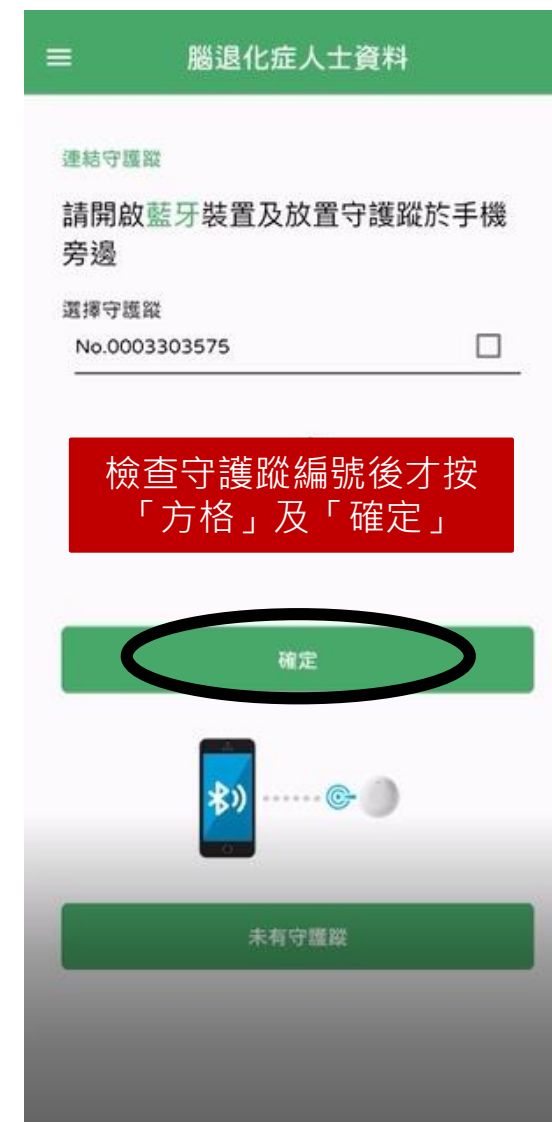 腦退化症人士資料
連結守護蹤
請開啟藍牙裝置及放置守護蹤於手機
旁邊
選擇守護蹤
No.0003303575
檢查守護蹤編號後才按
「方格」及「確定」
確定
未有守護蹤